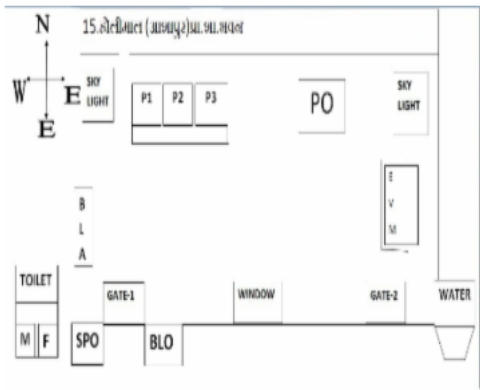 N
W E
E
SKY
LIGHT
P1 P2 P3
PO
SKY
LIGHT
B
L
A
E
V
M
TOILET
M F
GATE-1
WINDOW
GATE-2
WATER
SPO
BLO